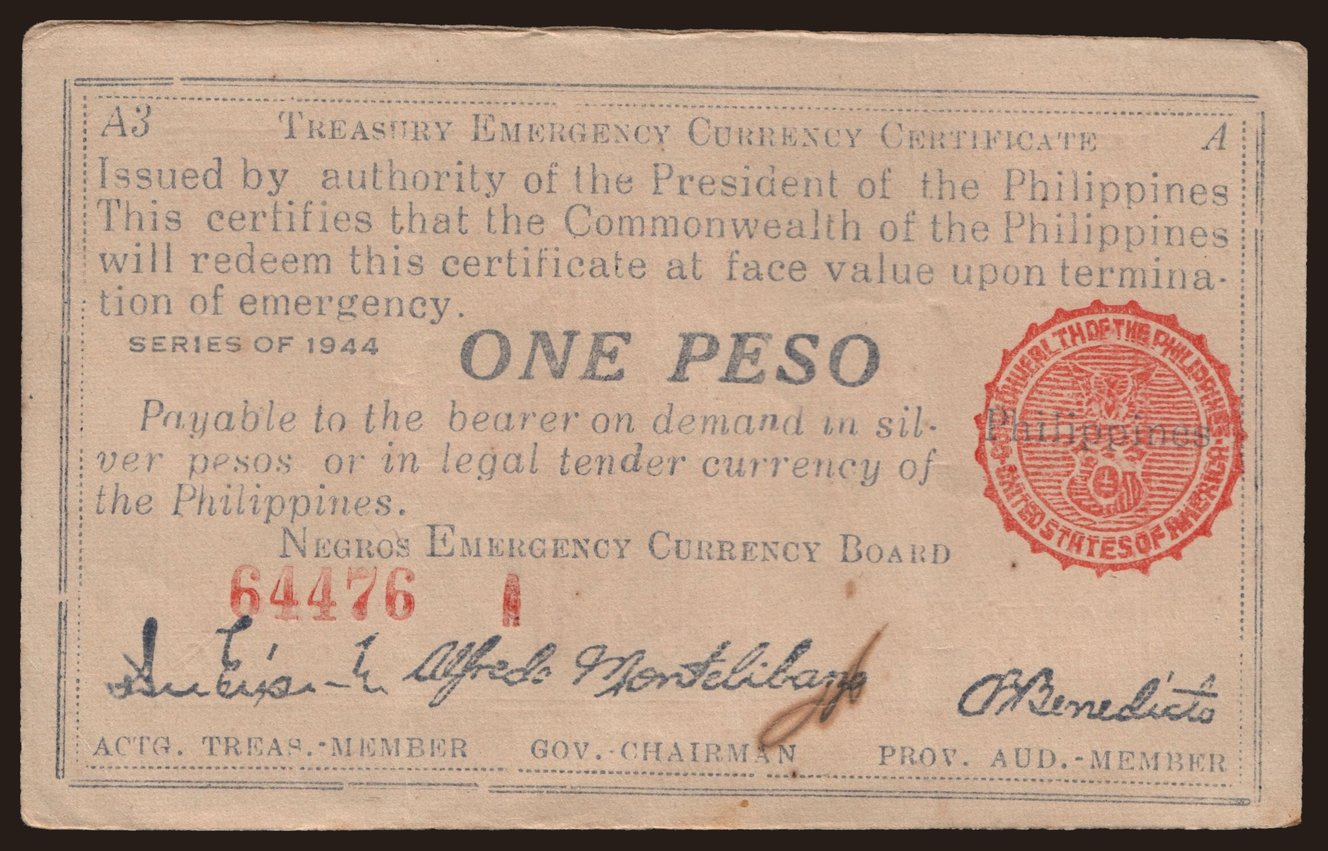 A3 TREASURY EMERGENCY CURRENCY CERTIFICATE A
Issued by authority of the President of the Philippines
This certifies that the Commonwealth of the Philippines
will redeem this certificate at face value upon termina-
tion of emergency.
SERIES OF 1944 ONE PESO
Payable to the bearer on demand in sil-
ver pesos or in legal tender currency of
the Philippines.
Philippines
COMMONWEALTH OF THE PHILIPPINES
UNITED STATES OF AMERICA
NEGROS EMERGENCY CURRENCY BOARD
64476 A
Alfredo Montelibano Benedicto
ACTG. TREAS.-MEMBER GOV.-CHAIRMAN PROV. AUD.-MEMBER